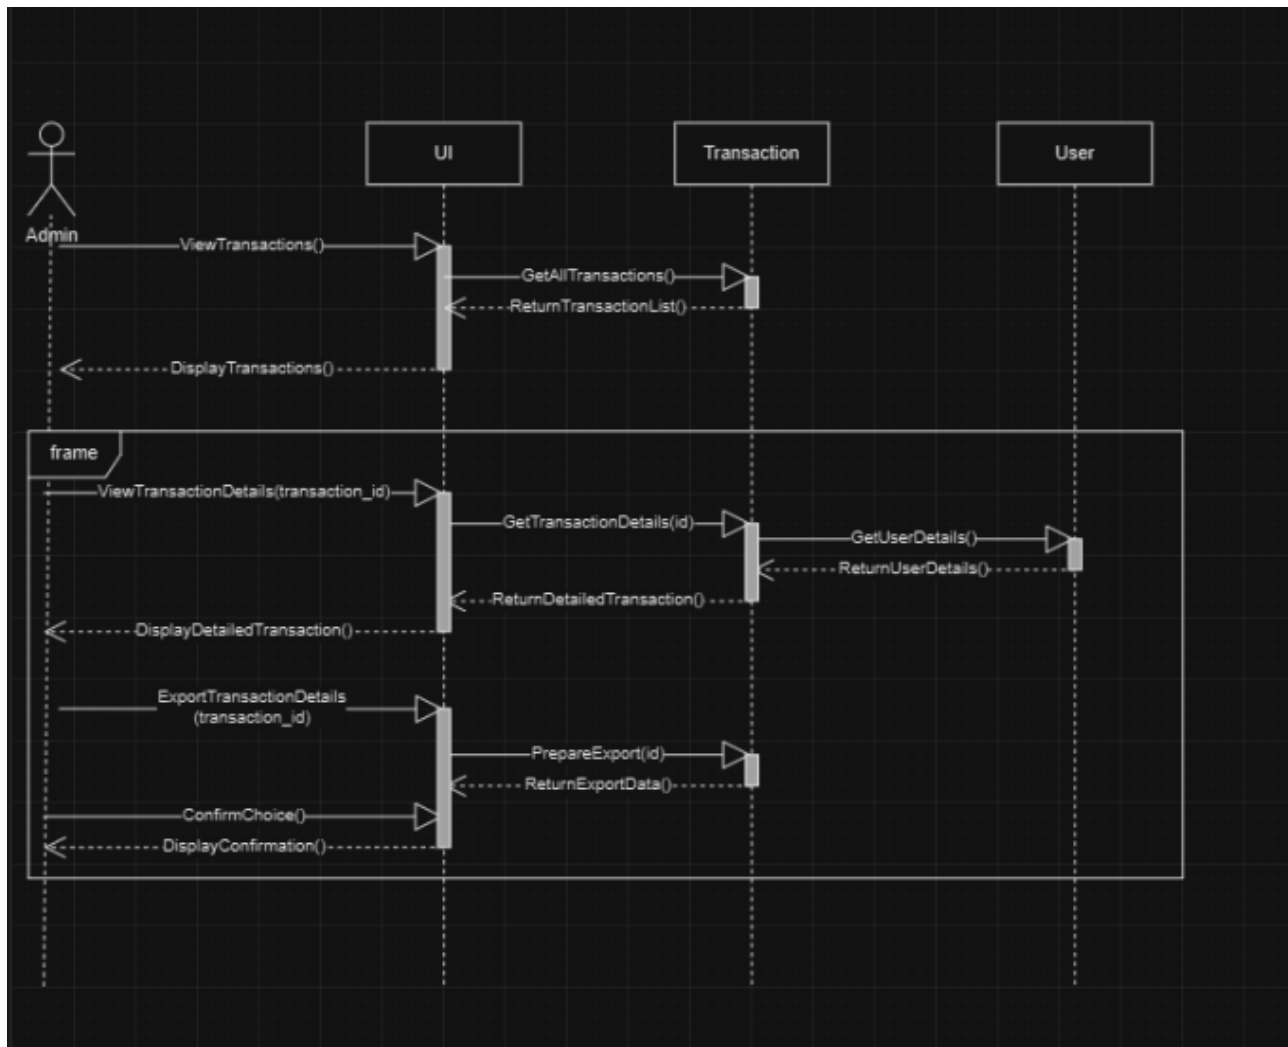 UI
Transaction
User
Admin
ViewTransactions()
GetAllTransactions()
ReturnTransactionList()
DisplayTransactions()
frame
ViewTransactionDetails(transaction_id)
GetTransactionDetails(id)
GetUserDetails()
ReturnUserDetails()
ReturnDetailedTransaction()
DisplayDetailedTransaction()
ExportTransactionDetails
(transaction_id)
PrepareExport(id)
ReturnExportData()
ConfirmChoice()
DisplayConfirmation()